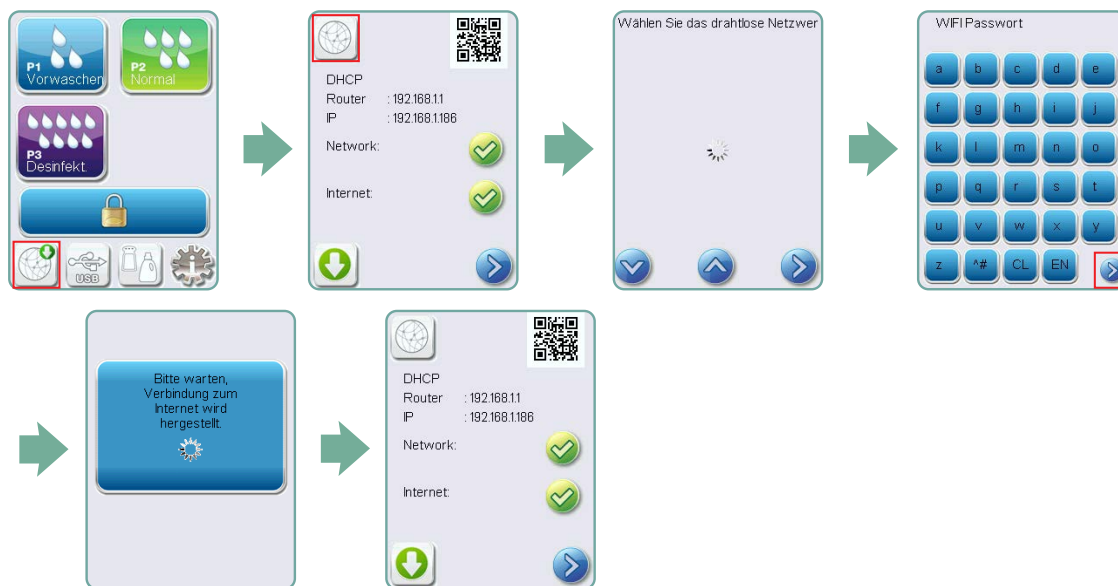 P1
Vorwaschen
P2
Normal
P3
Desinfekt.
USB
DHCP
Router : 192.168.1.1
IP : 192.168.1.186
Network:
Internet:
Wählen Sie das drahtlose Netzwer
WIFI Passwort
a b c d e
f g h i j
k l m n o
p q r s t
u v w x y
z ^# CL EN
Bitte warten,
Verbindung zum
Internet wird
hergestellt.
DHCP
Router : 192.168.1.1
IP : 192.168.1.186
Network:
Internet: